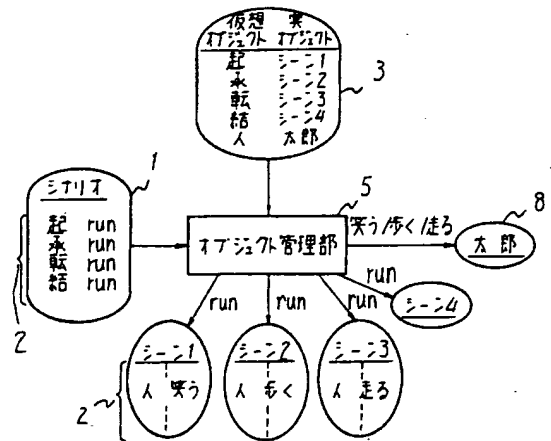 仮想 実
オブジェクト オブジェクト
起 シーン1
承 シーン2
転 シーン3
結 シーン4
人 太郎
3
1
シナリオ
起 run
承 run
転 run
結 run
2
5
オブジェクト管理部
笑う/歩く/走る
8
太郎
run
シーン4
run
run
run
シーン1
人 笑う
シーン2
人 歩く
シーン3
人 走る
2